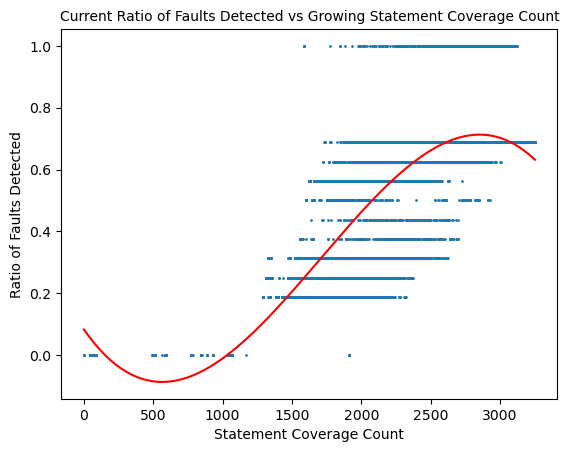 Current Ratio of Faults Detected vs Growing Statement Coverage Count
1.0
0.8
0.6
0.4
0.2
0.0
Ratio of Faults Detected
0 500 1000 1500 2000 2500 3000
Statement Coverage Count